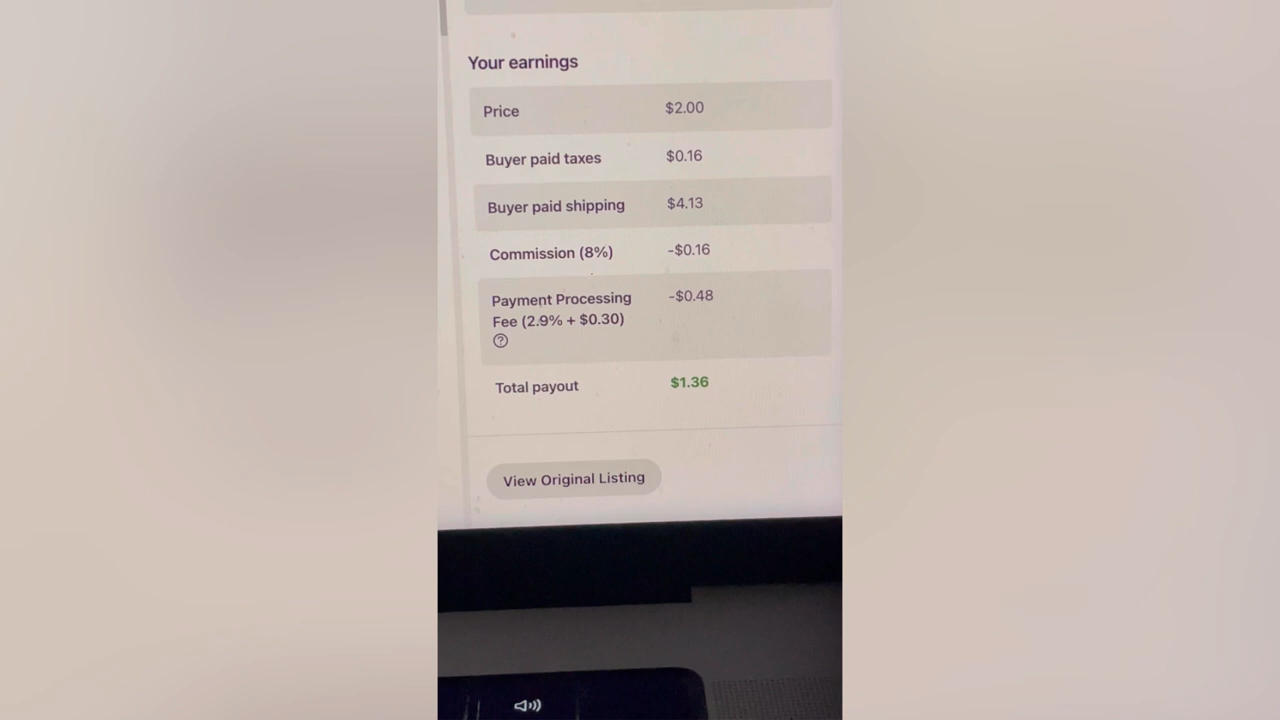 Your earnings
Price $2.00
Buyer paid taxes $0.16
Buyer paid shipping $4.13
Commission (8%) -$0.16
Payment Processing -$0.48
Fee (2.9% + $0.30)
Total payout $1.36
View Original Listing